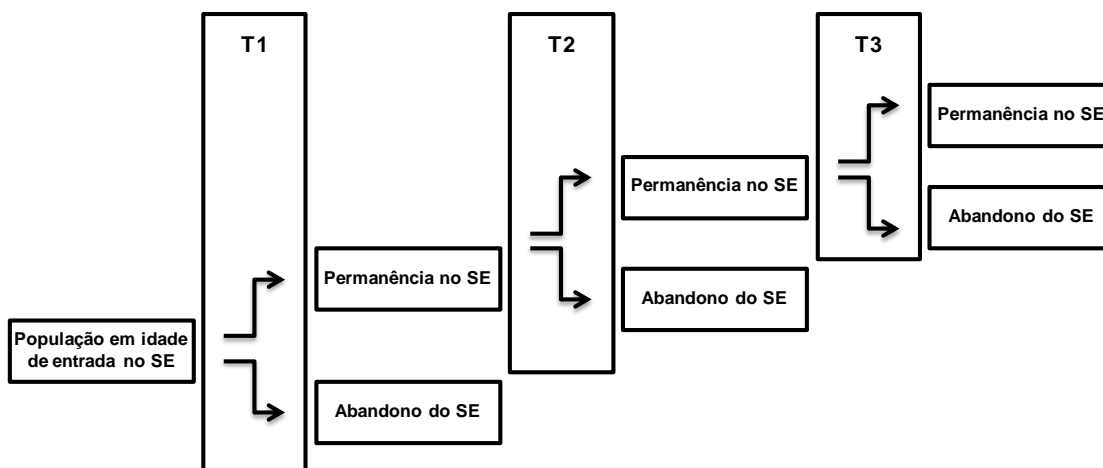 T1
T2
T3
Permanência no SE
Abandono do SE
Permanência no SE
Abandono do SE
Permanência no SE
Abandono do SE
População em idade
de entrada no SE